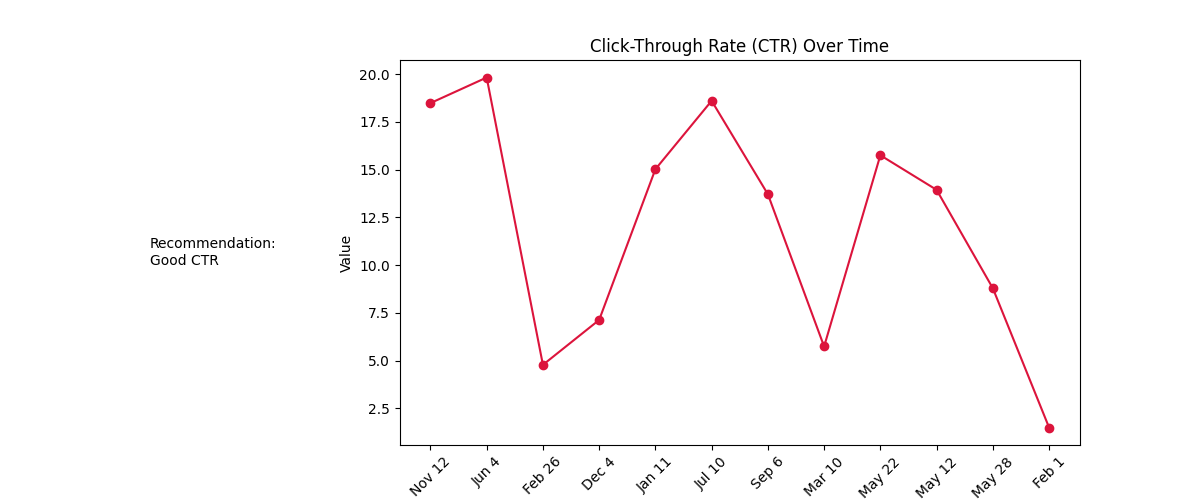 Click-Through Rate (CTR) Over Time
Recommendation:
Good CTR
Value
20.0
17.5
15.0
12.5
10.0
7.5
5.0
2.5
Nov 12
Jun 4
Feb 26
Dec 4
Jan 11
Jul 10
Sep 6
Mar 10
May 22
May 12
May 28
Feb 1